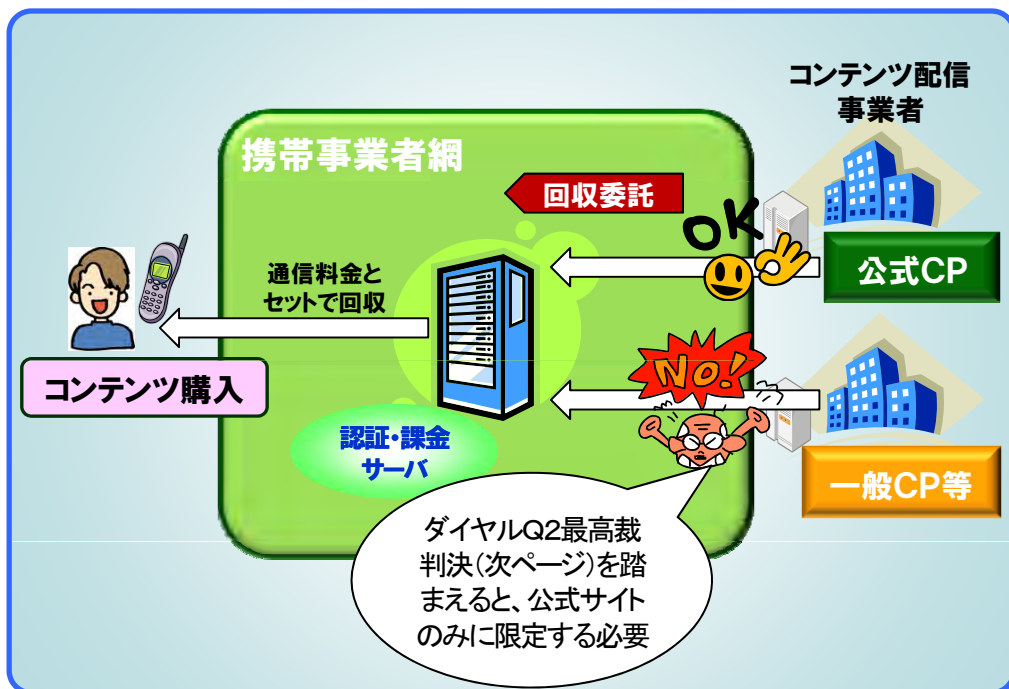 コンテンツ配信
事業者
携帯事業者網
回収委託
OK
公式CP
通信料金と
セットで回収
NO!
コンテンツ購入
認証・課金
サーバ
一般CP等
ダイヤルQ2最高裁
判決(次ページ)を踏
まえると、公式サイト
のみに限定する必要